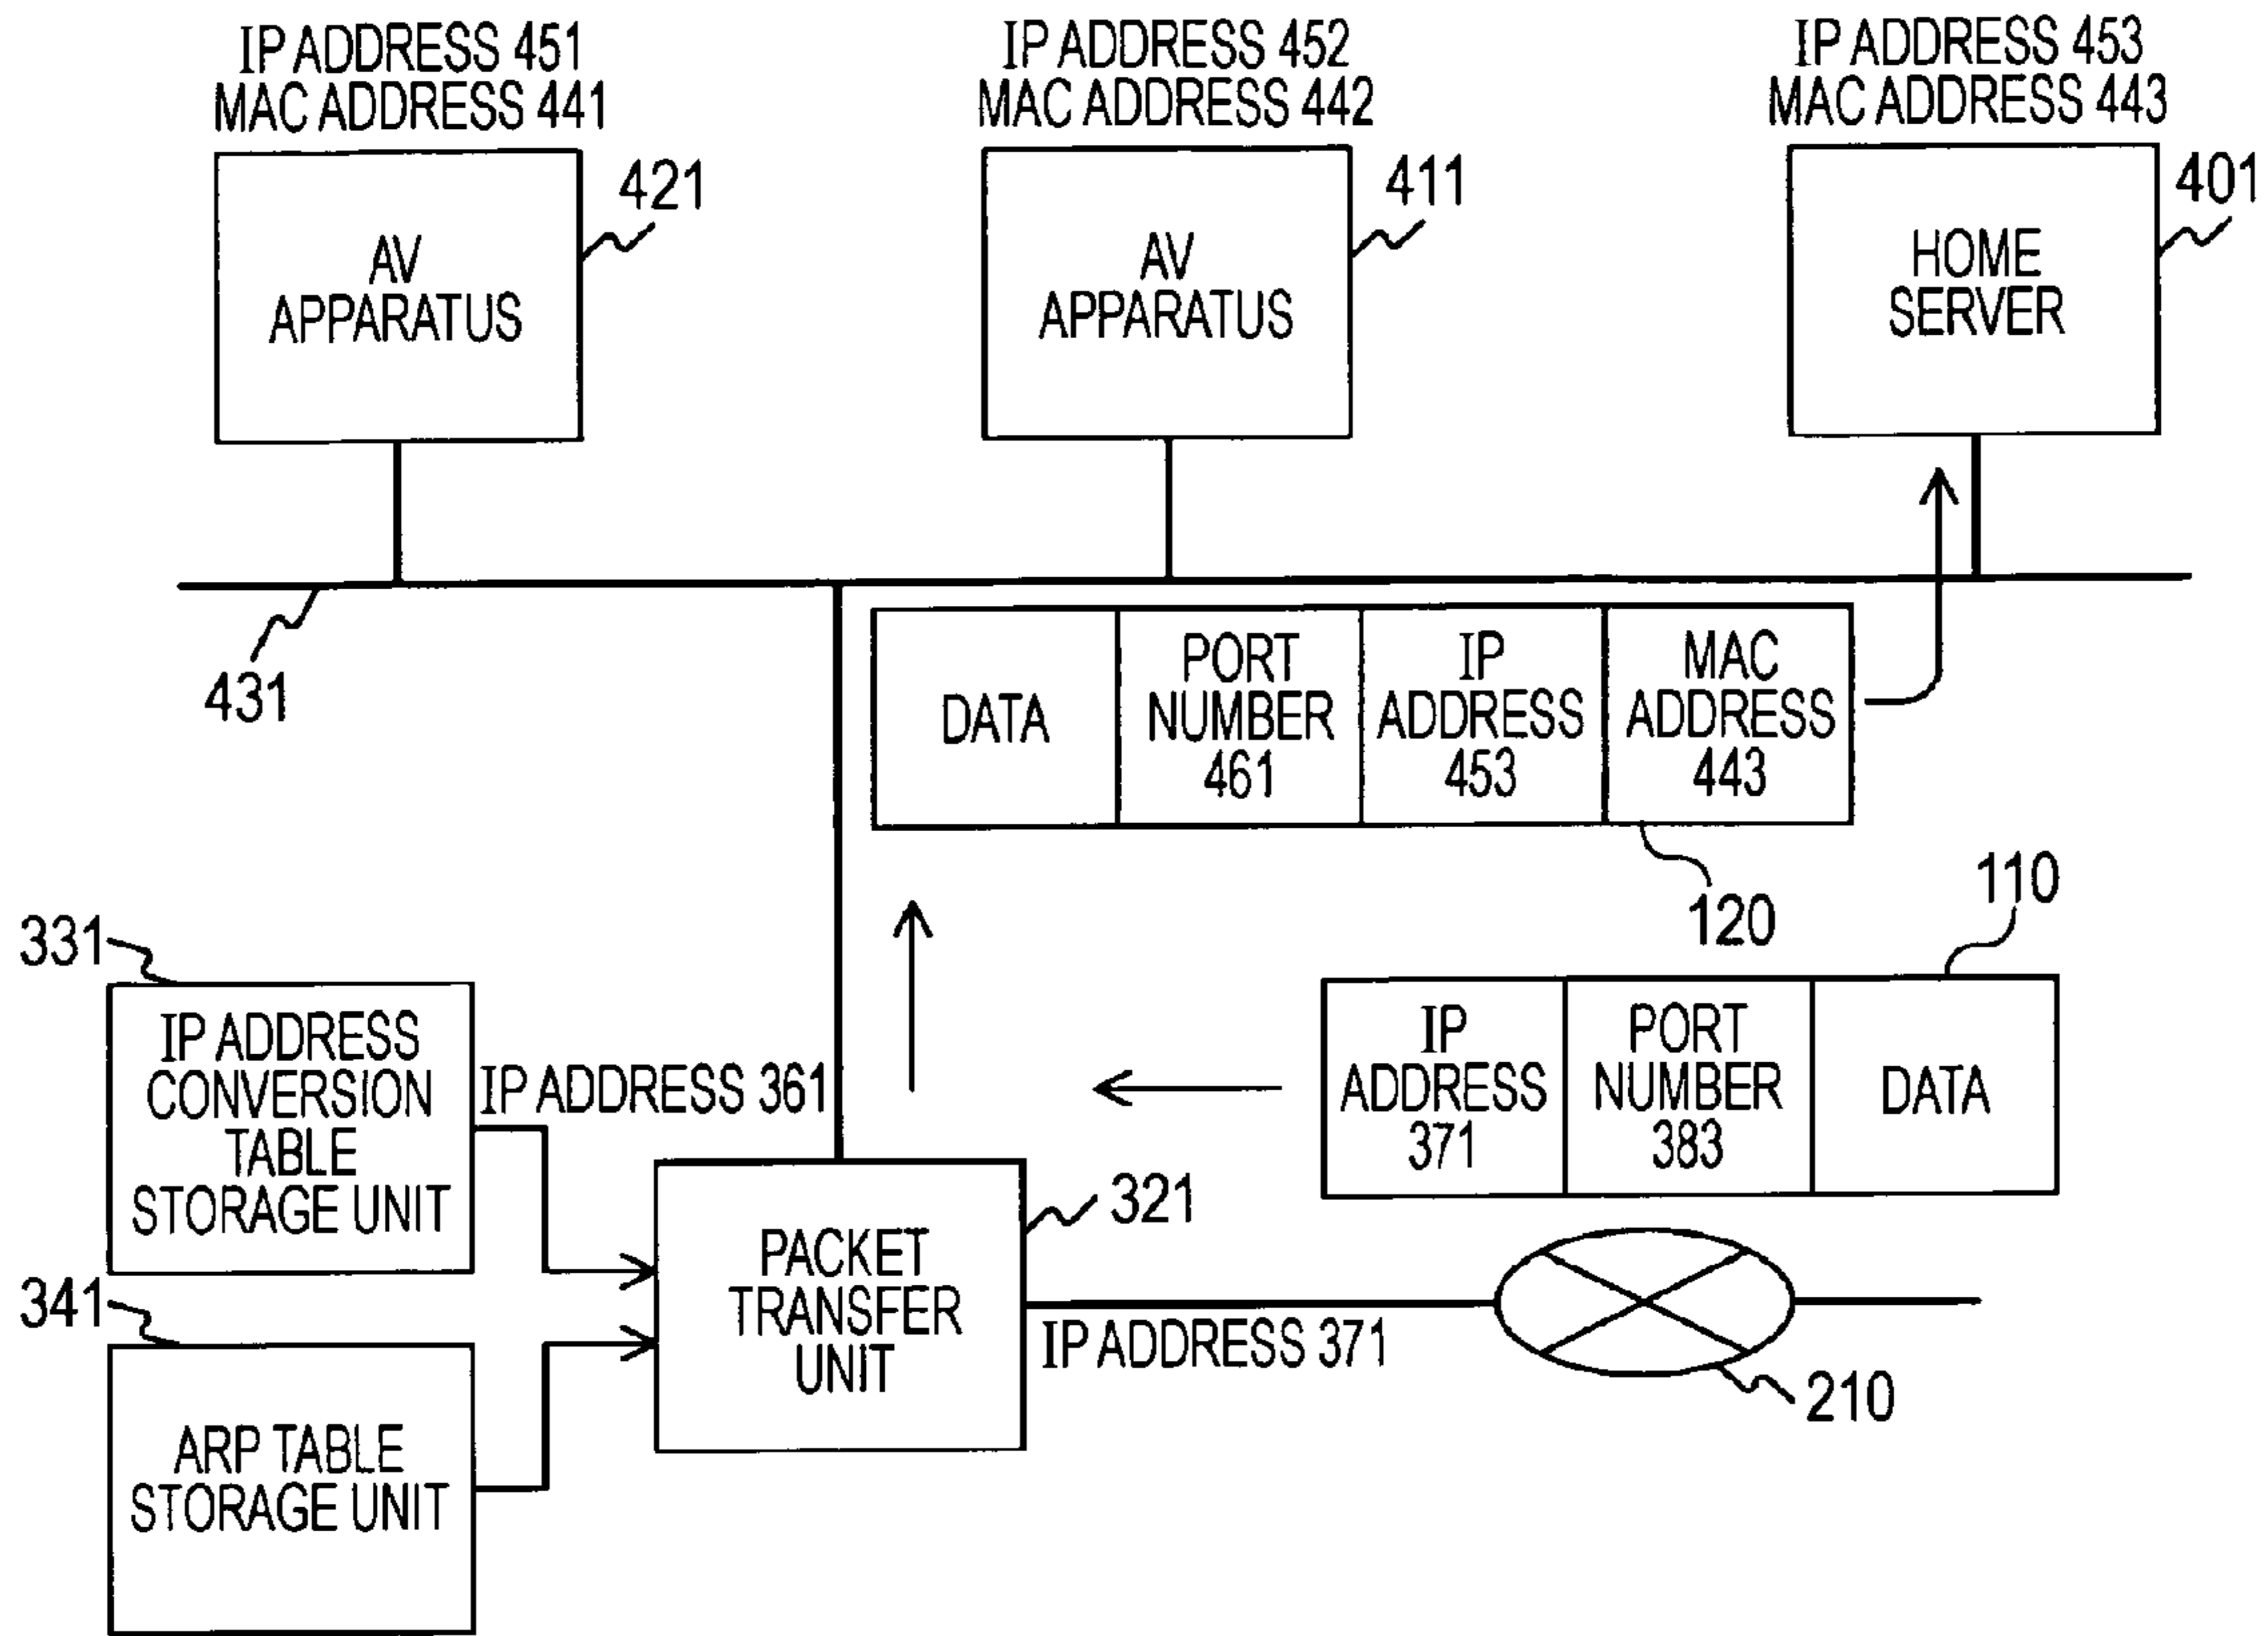 IP ADDRESS 451
MAC ADDRESS 441
IP ADDRESS 452
MAC ADDRESS 442
IP ADDRESS 453
MAC ADDRESS 443
421
AV
APPARATUS
411
AV
APPARATUS
401
HOME
SERVER
431
DATA
PORT
NUMBER
461
IP
ADDRESS
453
MAC
ADDRESS
443
120
110
IP
ADDRESS
371
PORT
NUMBER
383
DATA
331
IP ADDRESS
CONVERSION
TABLE
STORAGE UNIT
IP ADDRESS 361
341
ARP TABLE
STORAGE UNIT
321
PACKET
TRANSFER
UNIT
IP ADDRESS 371
210